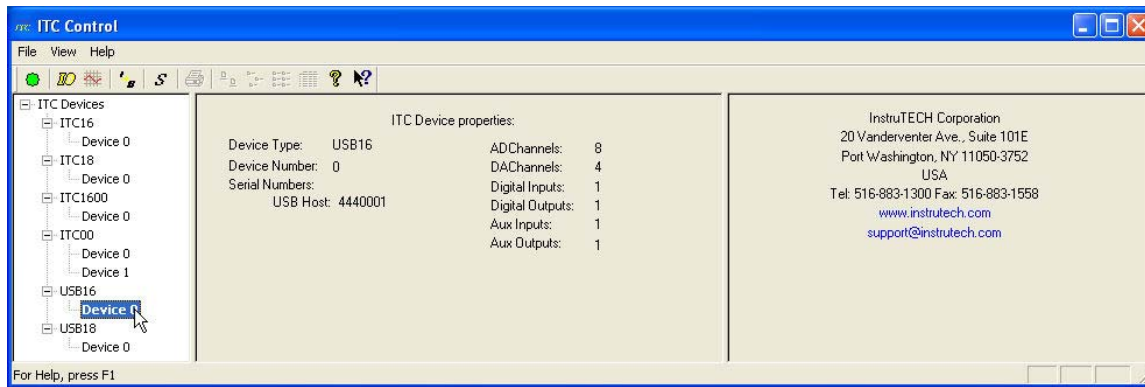 ITC Control
File View Help
ITC Devices
ITC16
Device 0
ITC18
Device 0
ITC1600
Device 0
ITC00
Device 0
Device 1
USB16
Device 0
USB18
Device 0
ITC Device properties:
Device Type: USB16
Device Number: 0
Serial Numbers:
USB Host: 4440001
ADChannels: 8
DAChannels: 4
Digital Inputs: 1
Digital Outputs: 1
Aux Inputs: 1
Aux Outputs: 1
InstruTECH Corporation
20 Vanderventer Ave., Suite 101E
Port Washington, NY 11050-3752
USA
Tel: 516-883-1300 Fax: 516-883-1558
www.instrutech.com
support@instrutech.com
For Help, press F1